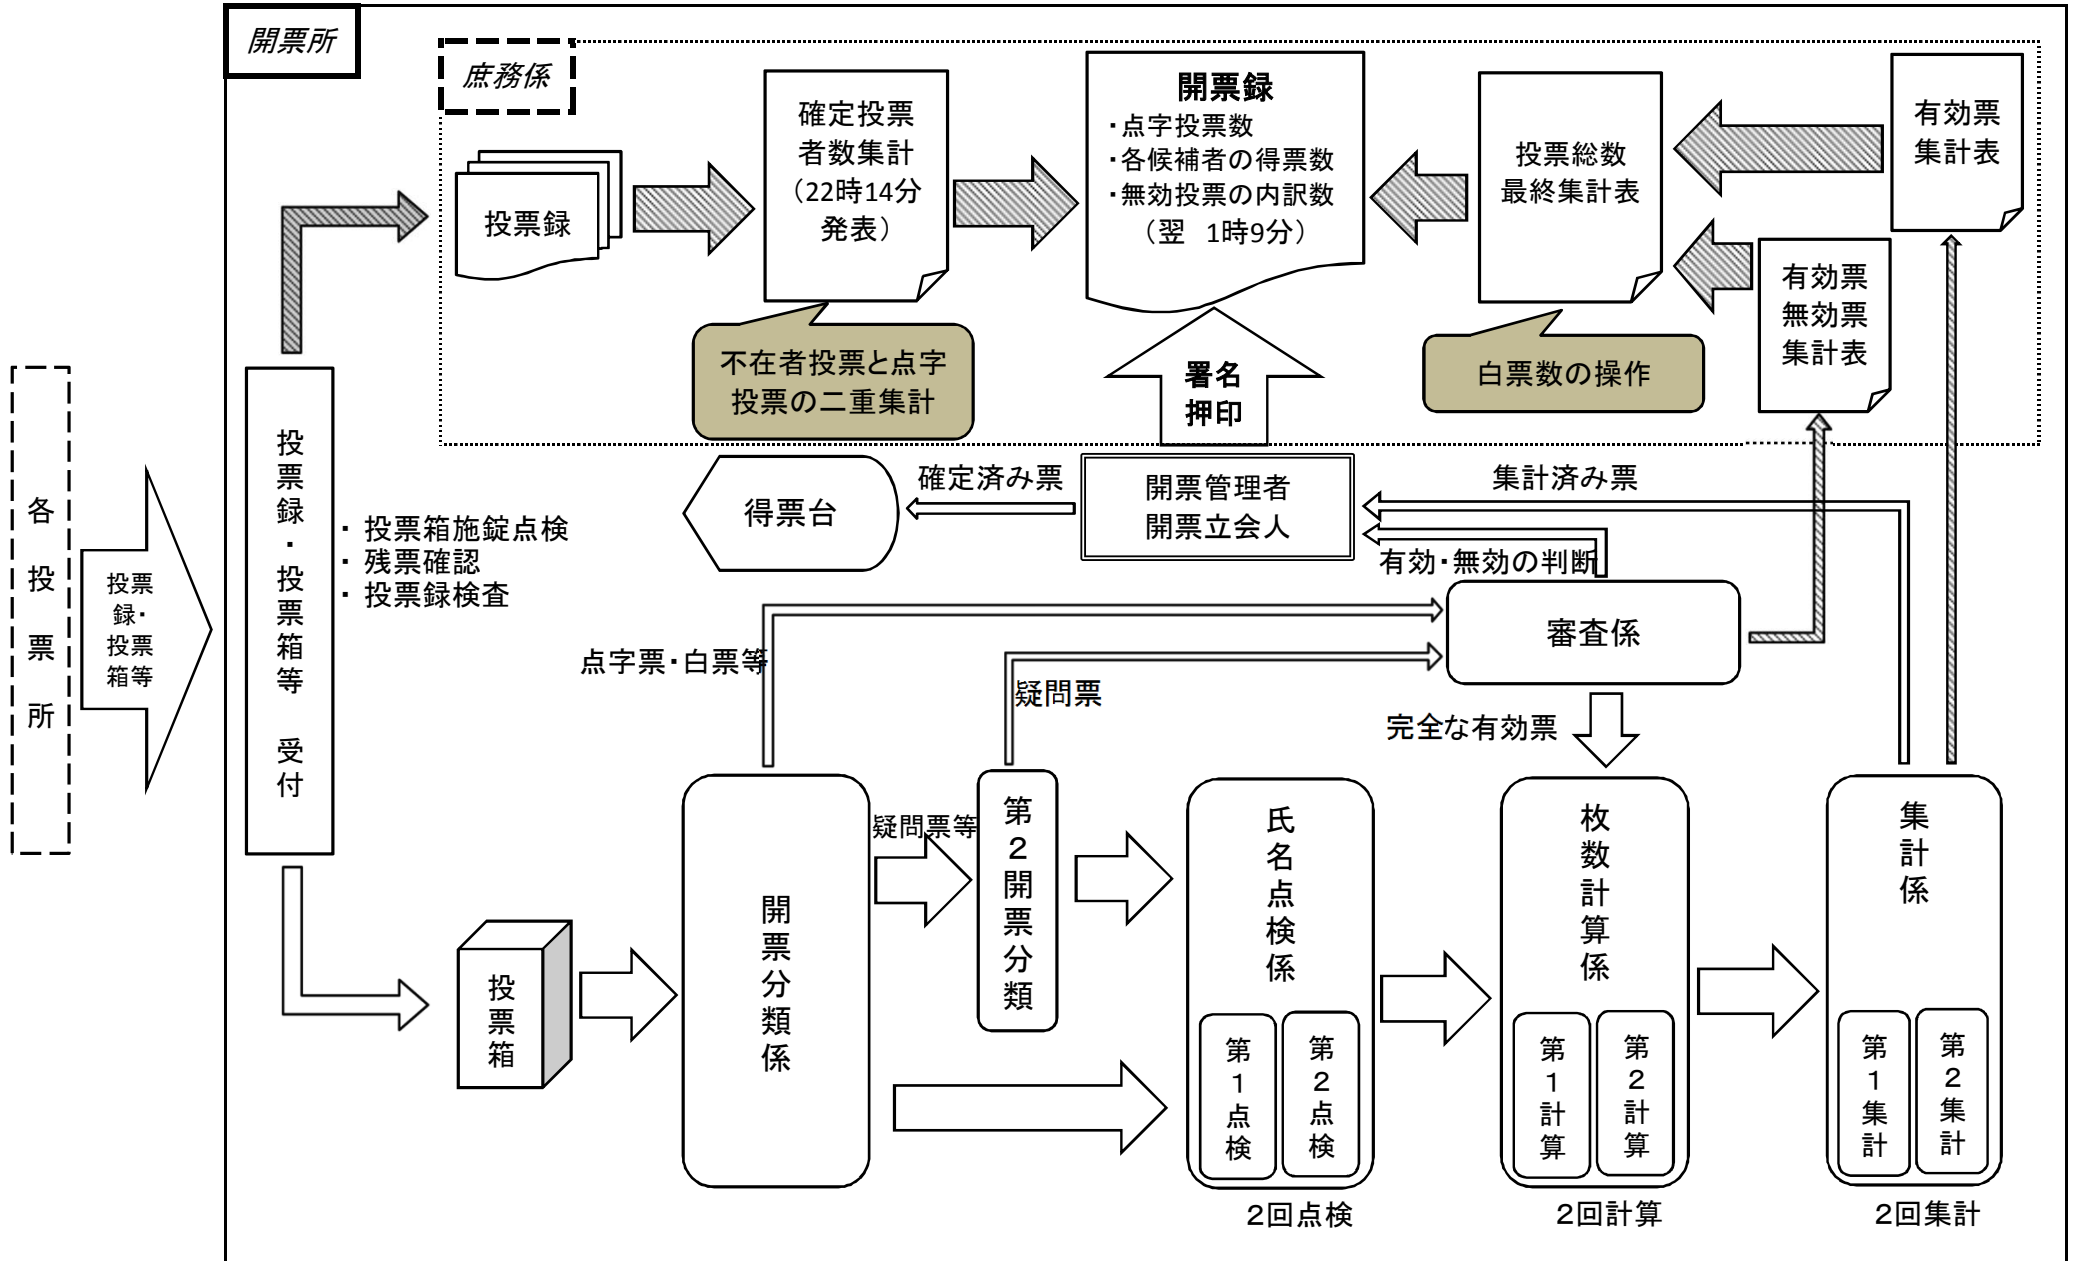 開票所
庶務係
投票録
確定投票
者数集計
（22時14分
発表）
開票録
・点字投票数
・各候補者の得票数
・無効投票の内訳数
（翌　1時9分）
投票総数
最終集計表
有効票
集計表
有効票
無効票
集計表
不在者投票と点字
投票の二重集計
白票数の操作
署名
押印
各投票所
投票
録・
投票
箱等
投票録・投票箱等　受付
・ 投票箱施錠点検
・ 残票確認
・ 投票録検査
得票台
確定済み票
開票管理者
開票立会人
集計済み票
有効・無効の判断
審査係
点字票・白票等
疑問票
完全な有効票
投票箱
開票分類係
疑問票等
第２開票分類
氏名点検係
第１点検
第２点検
２回点検
枚数計算係
第１計算
第２計算
２回計算
集計係
第１集計
第２集計
２回集計